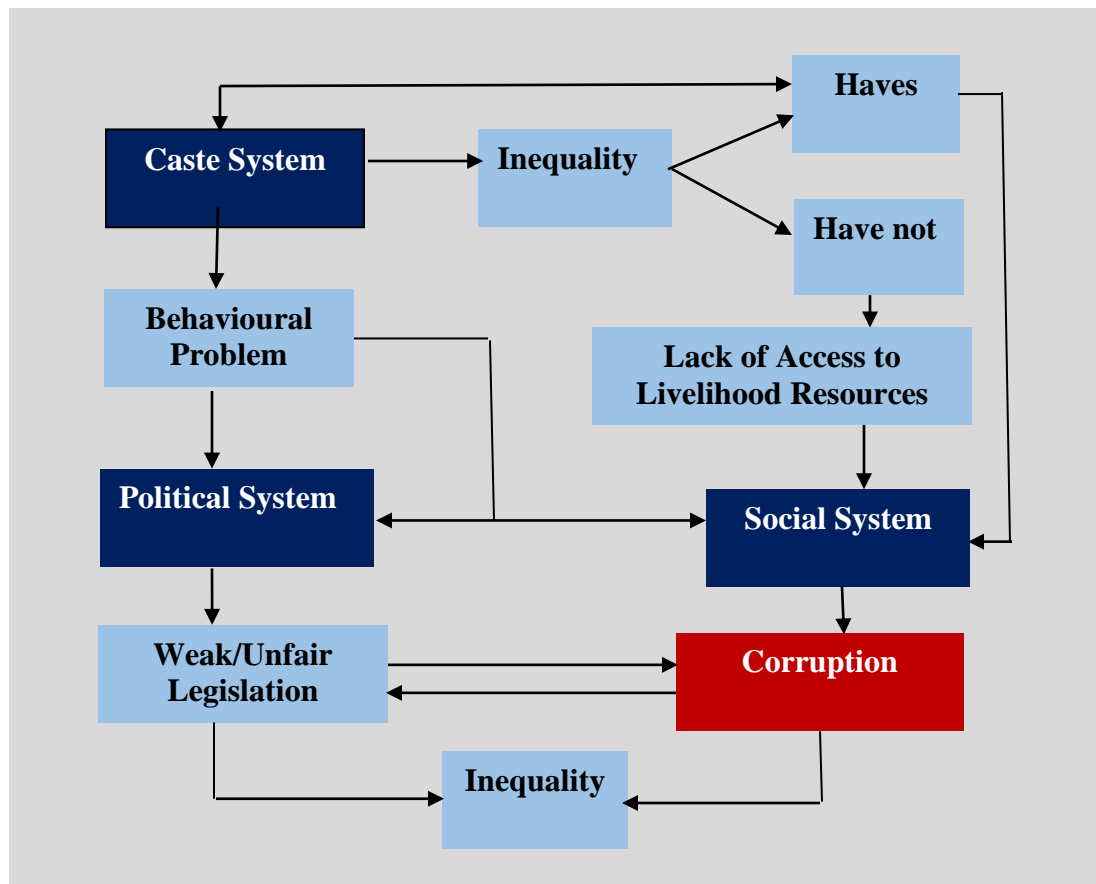 Haves
Caste System
Inequality
Have not
Behavioural
Problem
Lack of Access to
Livelihood Resources
Political System
Social System
Weak/Unfair
Legislation
Corruption
Inequality